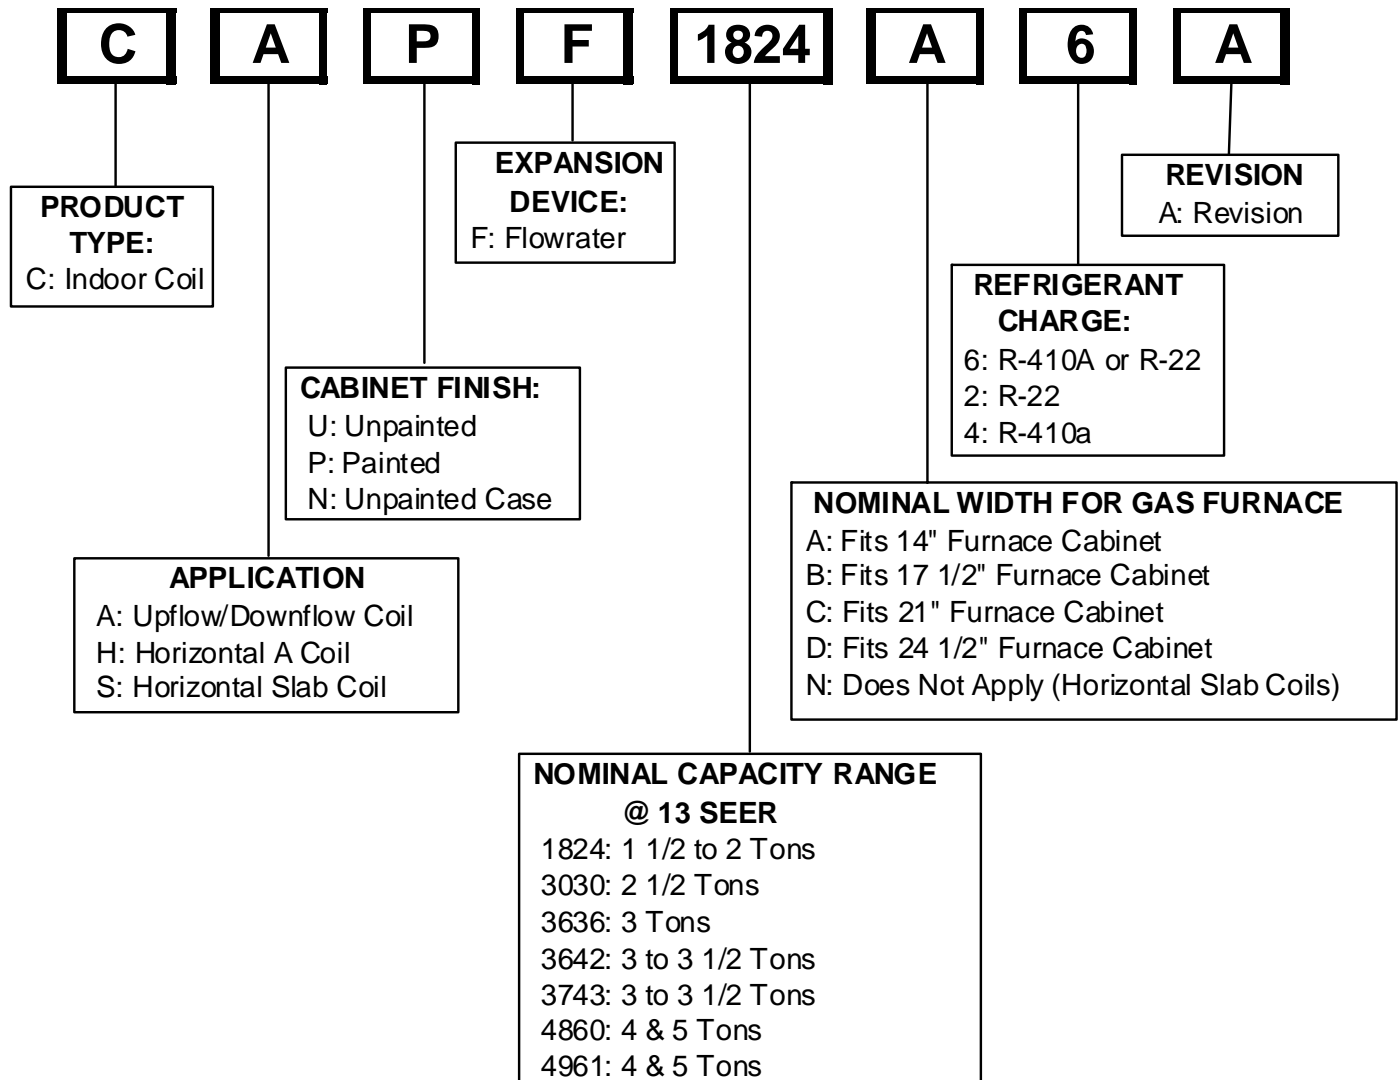 C A P F 1824 A 6 A
PRODUCT
TYPE:
C: Indoor Coil
EXPANSION
DEVICE:
F: Flowrater
REVISION
A: Revision
REFRIGERANT
CHARGE:
6: R-410A or R-22
2: R-22
4: R-410a
CABINET FINISH:
U: Unpainted
P: Painted
N: Unpainted Case
NOMINAL WIDTH FOR GAS FURNACE
A: Fits 14" Furnace Cabinet
B: Fits 17 1/2" Furnace Cabinet
C: Fits 21" Furnace Cabinet
D: Fits 24 1/2" Furnace Cabinet
N: Does Not Apply (Horizontal Slab Coils)
APPLICATION
A: Upflow/Downflow Coil
H: Horizontal A Coil
S: Horizontal Slab Coil
NOMINAL CAPACITY RANGE
@ 13 SEER
1824: 1 1/2 to 2 Tons
3030: 2 1/2 Tons
3636: 3 Tons
3642: 3 to 3 1/2 Tons
3743: 3 to 3 1/2 Tons
4860: 4 & 5 Tons
4961: 4 & 5 Tons